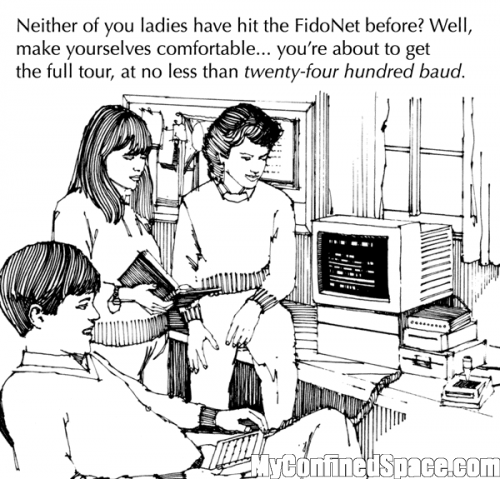 Neither of you ladies have hit the FidoNet before? Well,
make yourselves comfortable... you're about to get
the full tour, at no less than twenty-four hundred baud.
MyConfinedSpace.com